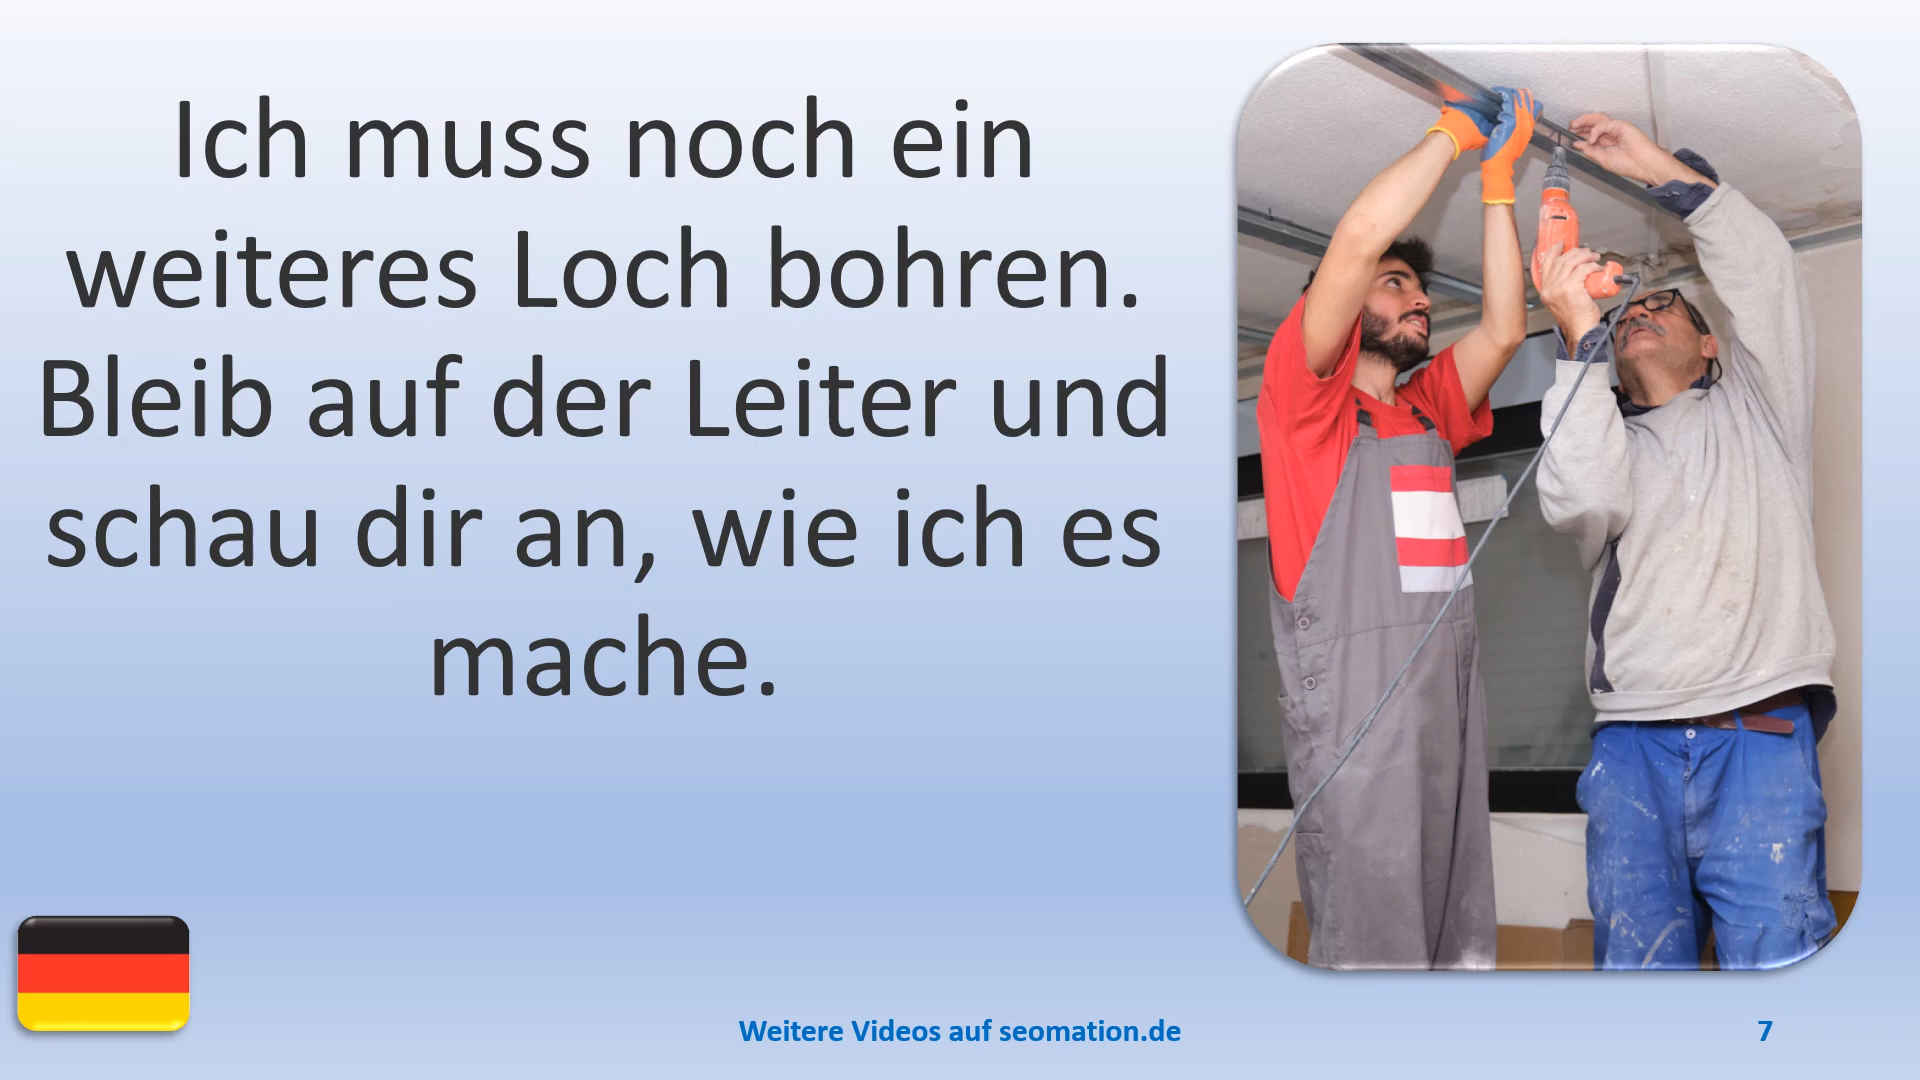 Ich muss noch ein
weiteres Loch bohren.
Bleib auf der Leiter und
schau dir an, wie ich es
mache.
Weitere Videos auf seomation.de
7